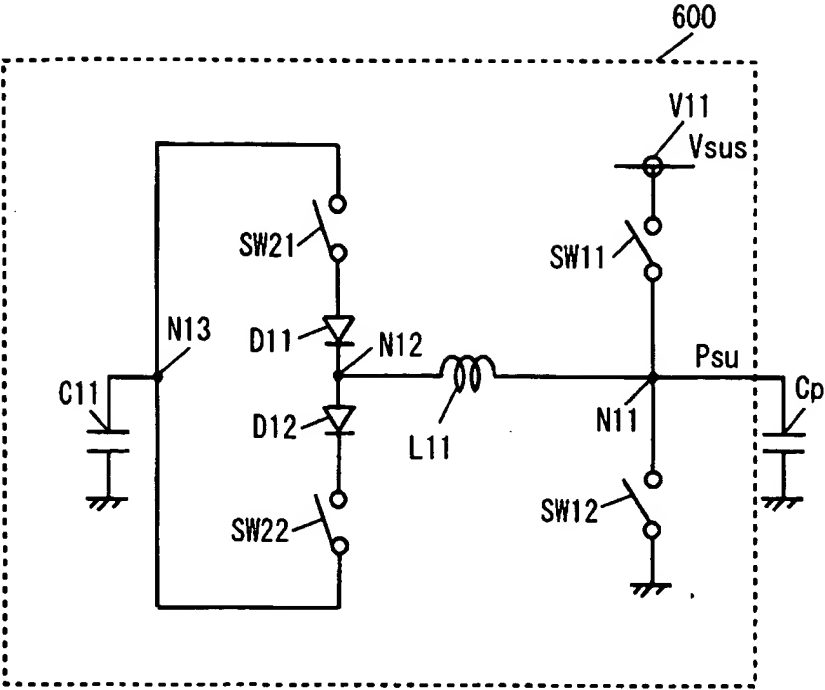 600
V11
Vsus
SW21
SW11
D11
N12
N13
Psu
C11
Cp
D12
L11
N11
SW22
SW12